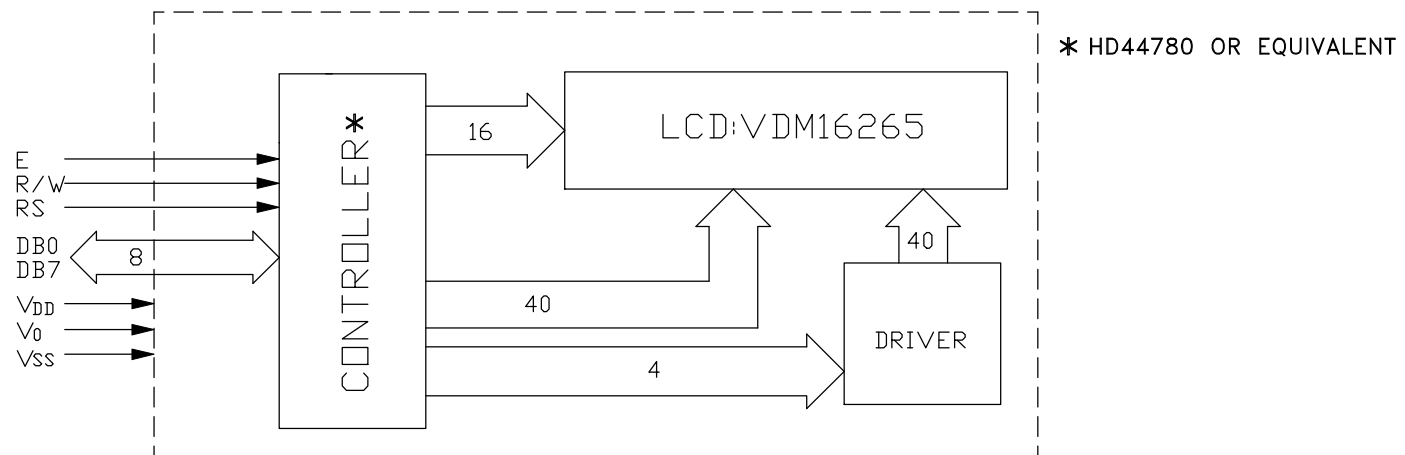 * HD44780 OR EQUIVALENT
LCD:VDM16265
CONTROLLER*
16
E
R/W
RS
DB0
DB7
8
40
40
VDD
V0
VSS
DRIVER
4